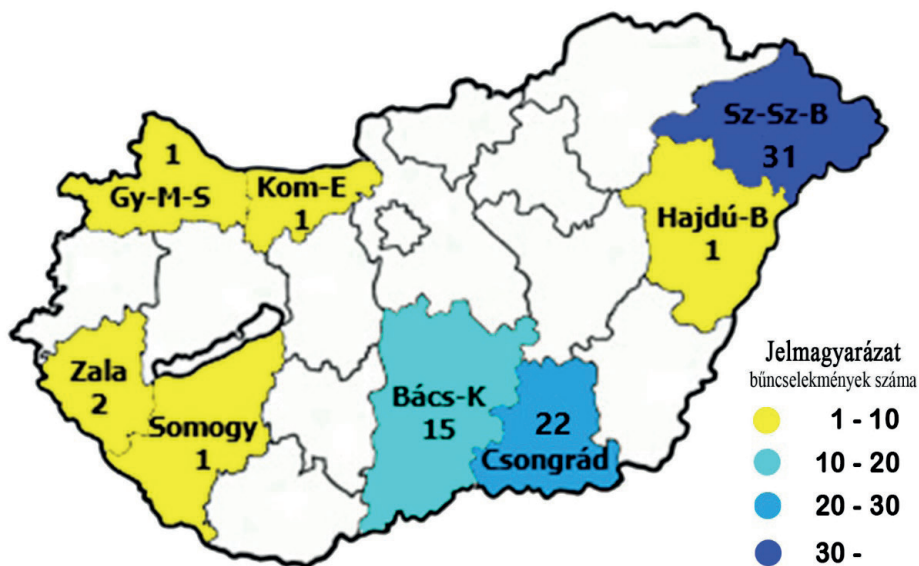 Sz-Sz-B
31
1
Gy-M-S
Kom-E
1
Hajdú-B
1
Zala
2
Somogy
1
Bács-K
15
22
Csongrád
Jelmagyarázat
bűncselekmények száma
1 - 10
10 - 20
20 - 30
30 -